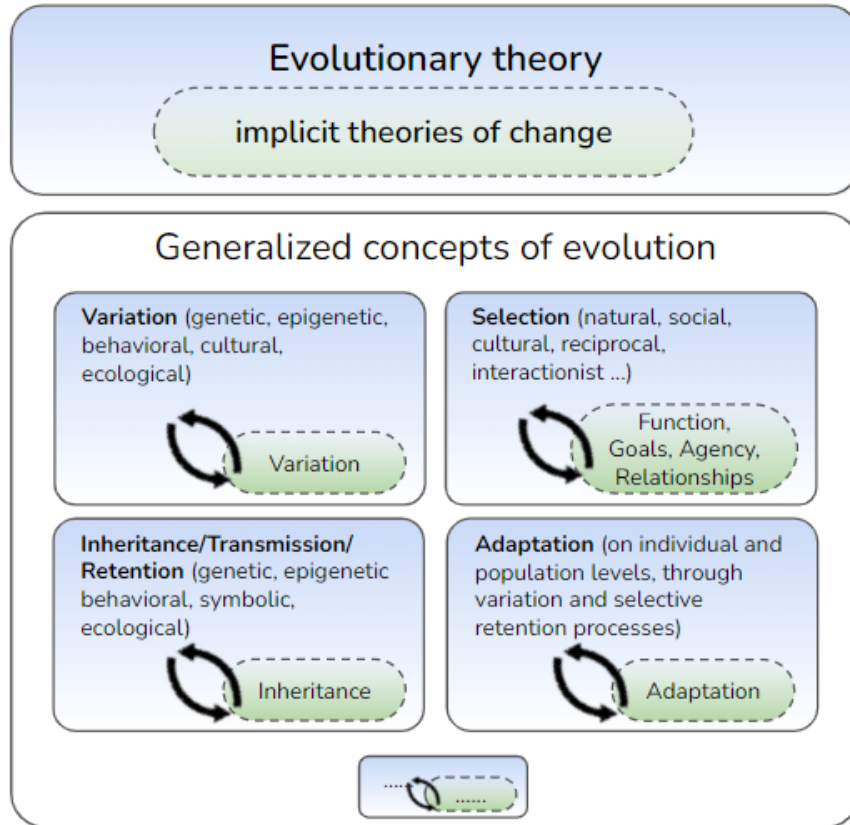 Evolutionary theory
implicit theories of change
Generalized concepts of evolution
Variation (genetic, epigenetic,
behavioral, cultural,
ecological)
Variation
Selection (natural, social,
cultural, reciprocal,
interactionist ...)
Function,
Goals, Agency,
Relationships
Inheritance/Transmission/
Retention (genetic, epigenetic
behavioral, symbolic,
ecological)
Inheritance
Adaptation (on individual and
population levels, through
variation and selective
retention processes)
Adaptation
.....
......